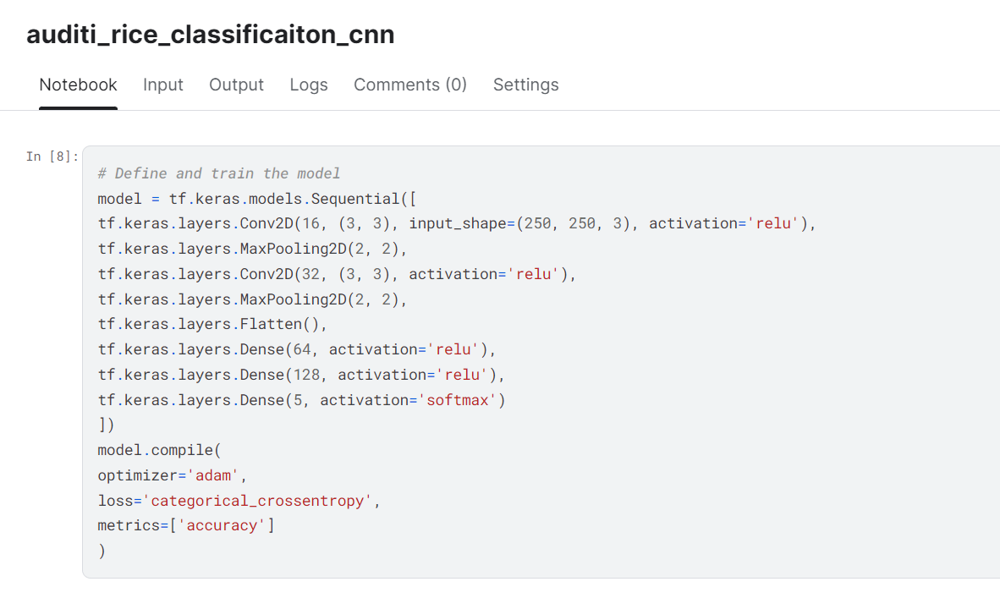 auditi_rice_classificaiton_cnn
Notebook Input Output Logs Comments (0) Settings
In [8]:
# Define and train the model
model = tf.keras.models.Sequential([
tf.keras.layers.Conv2D(16, (3, 3), input_shape=(250, 250, 3), activation='relu'),
tf.keras.layers.MaxPooling2D(2, 2),
tf.keras.layers.Conv2D(32, (3, 3), activation='relu'),
tf.keras.layers.MaxPooling2D(2, 2),
tf.keras.layers.Flatten(),
tf.keras.layers.Dense(64, activation='relu'),
tf.keras.layers.Dense(128, activation='relu'),
tf.keras.layers.Dense(5, activation='softmax')
])
model.compile(
optimizer='adam',
loss='categorical_crossentropy',
metrics=['accuracy']
)